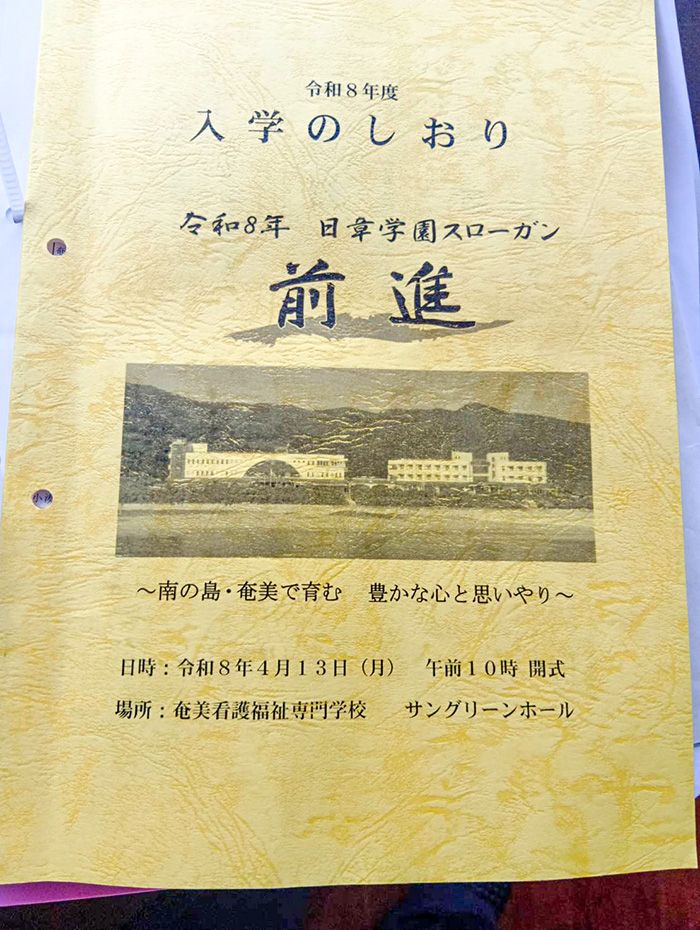 令和８年度
入学のしおり
令和8年　日章学園スローガン
前進
～南の島・奄美で育む　豊かな心と思いやり～
日時：令和８年４月１３日（月）　午前１０時 開式
場所：奄美看護福祉専門学校　サングリーンホール